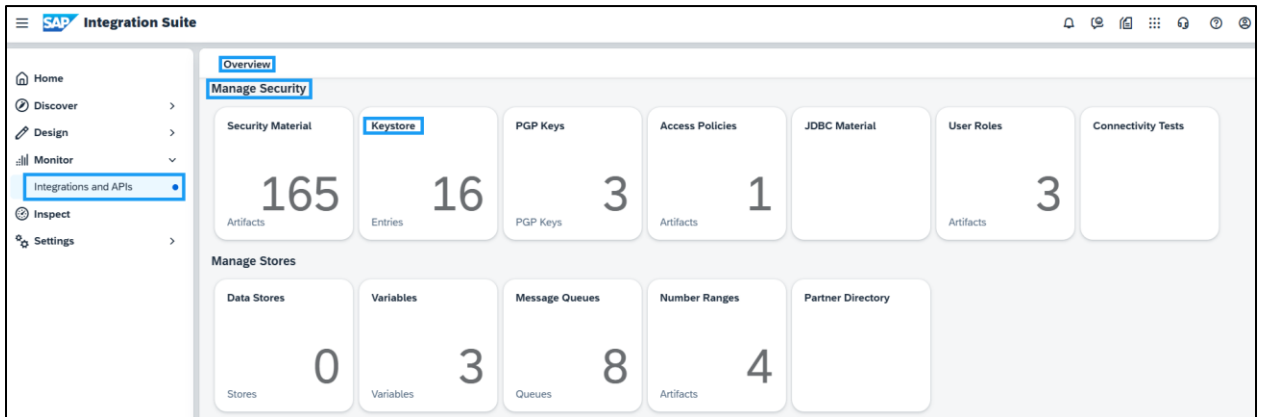 SAP Integration Suite
Home
Discover
Design
Monitor
Integrations and APIs
Inspect
Settings
Overview
Manage Security
Security Material
165
Artifacts
Keystore
16
Entries
PGP Keys
3
PGP Keys
Access Policies
1
Artifacts
JDBC Material
User Roles
3
Artifacts
Connectivity Tests
Manage Stores
Data Stores
0
Stores
Variables
3
Variables
Message Queues
8
Queues
Number Ranges
4
Artifacts
Partner Directory